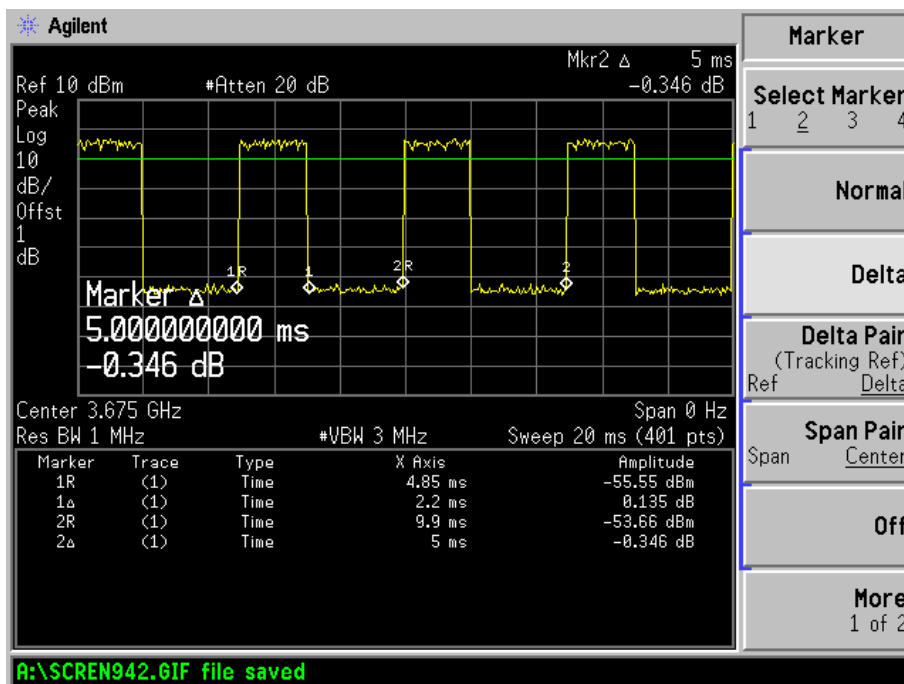 Agilent
Mkr2 Δ 5 ms
Ref 10 dBm #Atten 20 dB -0.346 dB
Peak
Log
10
dB/
Offst
1
dB
1R 1 2R 2
Marker Δ
5.000000000 ms
-0.346 dB
Center 3.675 GHz Span 0 Hz
Res BW 1 MHz #VBW 3 MHz Sweep 20 ms (401 pts)
Marker Trace Type X Axis Amplitude
1R (1) Time 4.85 ms -55.55 dBm
1Δ (1) Time 2.2 ms 0.135 dB
2R (1) Time 9.9 ms -53.66 dBm
2Δ (1) Time 5 ms -0.346 dB
A:\SCREN942.GIF file saved
Marker
Select Marker
1 2 3 4
Normal
Delta
Delta Pair
(Tracking Ref)
Ref Delta
Span Pair
Span Center
Off
More
1 of 2